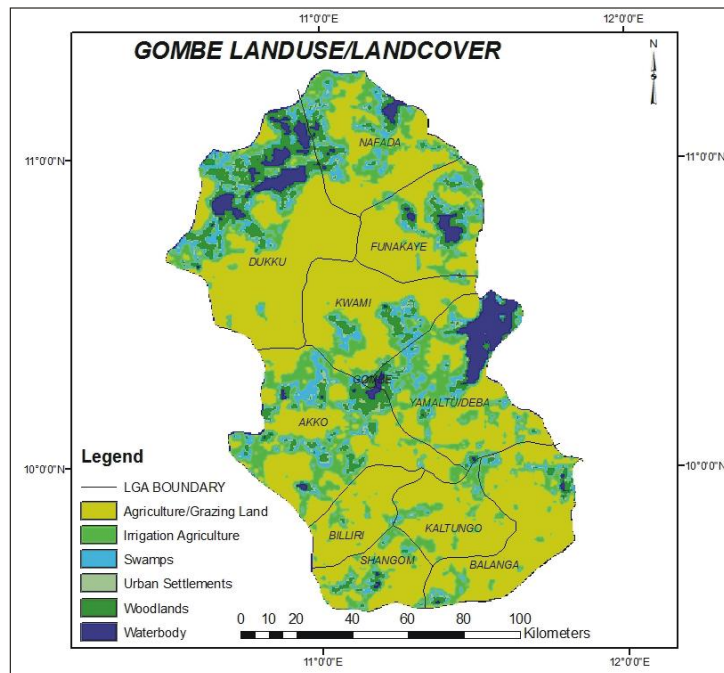 11°0'0"E
12°0'0"E
GOMBE LANDUSE/LANDCOVER
N
11°0'0"N
11°0'0"N
NAFADA
FUNAKAYE
DUKKU
KWAMI
GOMBE
YAMALTU/DEBA
AKKO
10°0'0"N
10°0'0"N
BILLIRI
KALTUNGO
SHANGOM
BALANGA
Legend
LGA BOUNDARY
Agriculture/Grazing Land
Irrigation Agriculture
Swamps
Urban Settlements
Woodlands
Waterbody
0 10 20 40 60 80 100
Kilometers
11°0'0"E
12°0'0"E